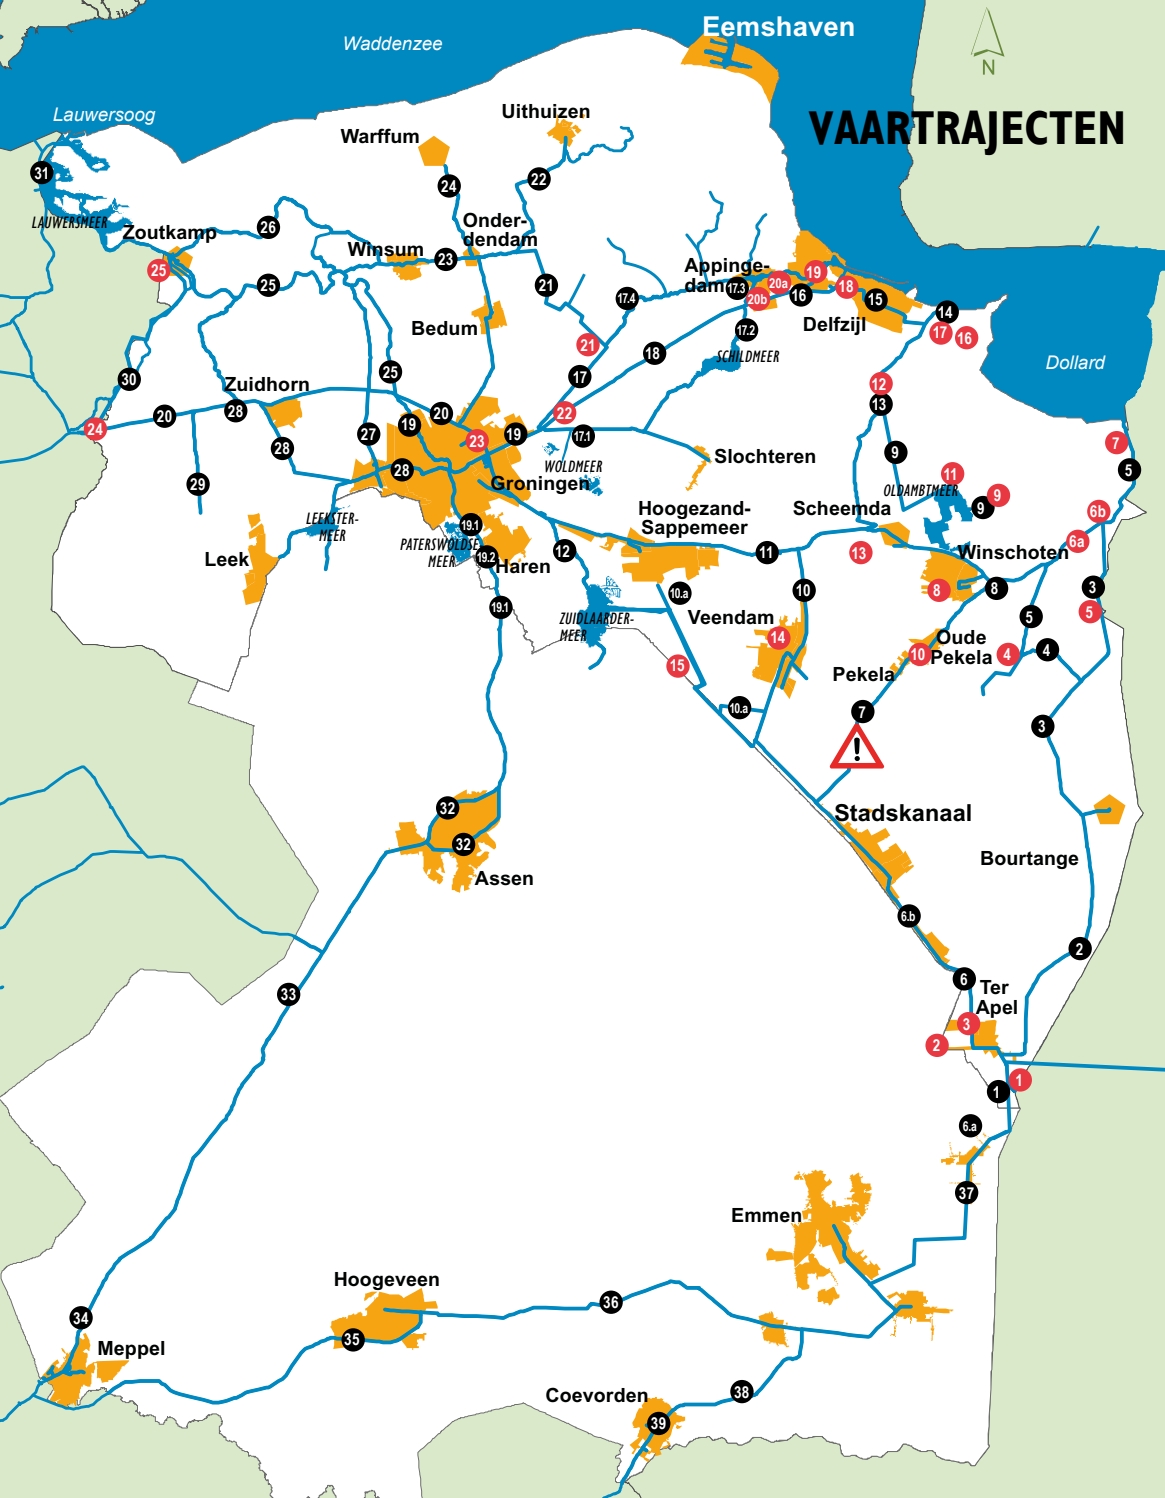 Eemshaven
Waddenzee
N
VAARTRAJECTEN
Lauwersoog
Uithuizen
Warffum
31
24
22
LAUWERSMEER
Zoutkamp
26
Onder-
dendam
Winsum
23
25
25
21
Appinge-
dam
17.3
20a
19
18
20b
16
15
17.4
14
Delfzijl
17
16
Bedum
17.2
SCHILDMEER
21
18
Dollard
30
25
17
12
Zuidhorn
13
20
28
20
22
24
19
23
19
17.1
27
7
28
28
9
Slochteren
WOLDMEER
5
29
Groningen
11
OLDAMBTMEER
9
9
LEEKSTER-
MEER
Hoogezand-
Sappemeer
Scheemda
6b
19.1
PATERSWOLDSE
MEER
6a
Leek
19.2
Haren
12
11
13
Winschoten
10.a
10
8
8
3
19.1
ZUIDLAARDER-
MEER
Veendam
5
5
14
Oude
Pekela
10
4
4
15
Pekela
10.a
7
3
!
32
Stadskanaal
32
Assen
Bourtange
6.b
2
33
6
Ter
Apel
3
2
1
1
6.a
37
Emmen
Hoogeveen
36
34
35
Meppel
Coevorden
38
39